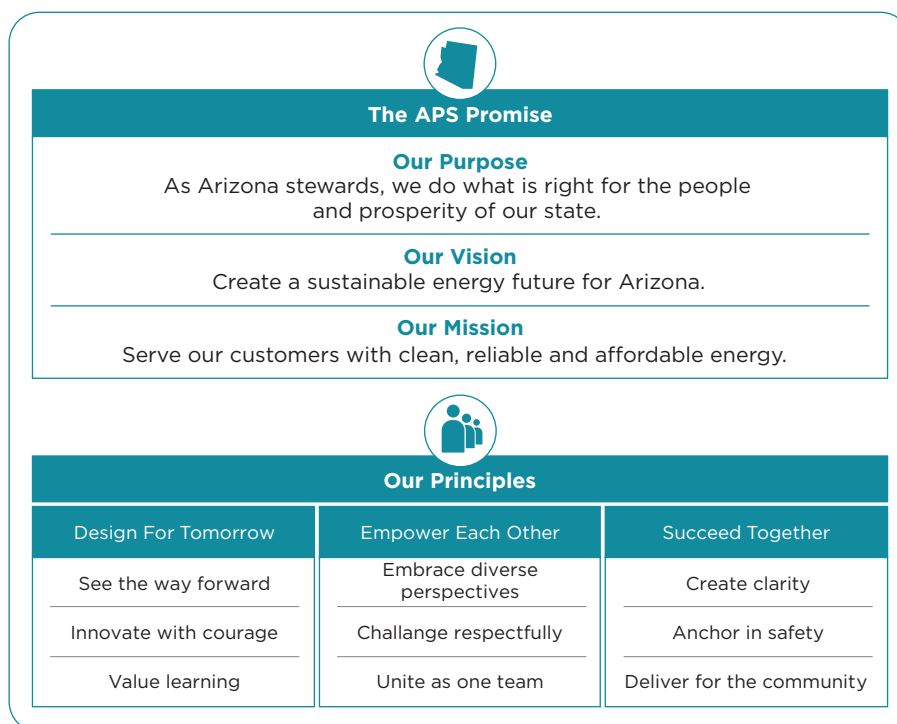 The APS Promise
Our Purpose
As Arizona stewards, we do what is right for the people
and prosperity of our state.
Our Vision
Create a sustainable energy future for Arizona.
Our Mission
Serve our customers with clean, reliable and affordable energy.
Our Principles
Design For Tomorrow
See the way forward
Innovate with courage
Value learning
Empower Each Other
Embrace diverse
perspectives
Challange respectfully
Unite as one team
Succeed Together
Create clarity
Anchor in safety
Deliver for the community